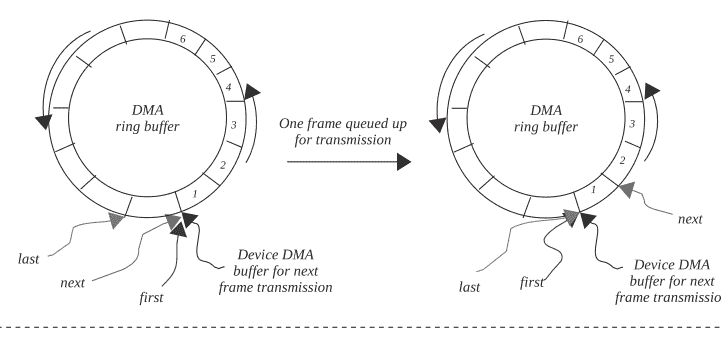 6
5
4
3
2
1
DMA
ring buffer
last
next
first
Device DMA
buffer for next
frame transmission
One frame queued up
for transmission
6
5
4
3
2
1
DMA
ring buffer
next
last
first
Device DMA
buffer for next
frame transmissio